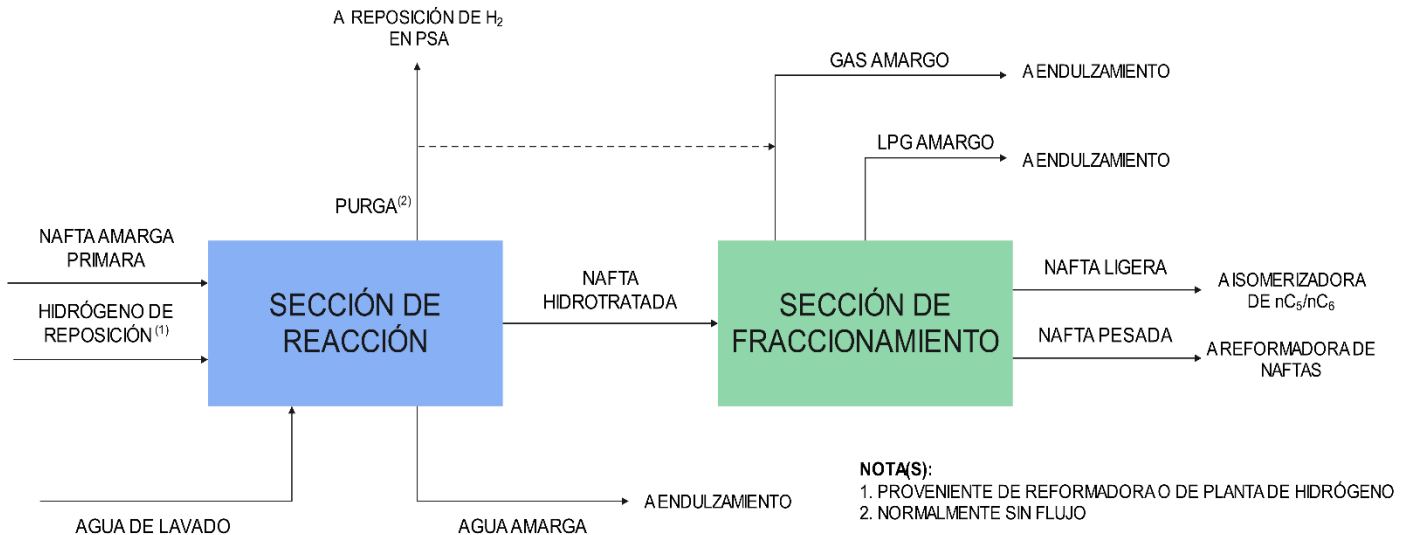 A REPOSICIÓN DE H₂
EN PSA
GAS AMARGO
A ENDULZAMIENTO
LPG AMARGO
A ENDULZAMIENTO
PURGA⁽²⁾
NAFTA AMARGA
PRIMARA
HIDRÓGENO DE
REPOSICIÓN⁽¹⁾
SECCIÓN DE
REACCIÓN
NAFTA
HIDROTRATADA
SECCIÓN DE
FRACCIONAMIENTO
NAFTA LIGERA
A ISOMERIZADORA
DE nC₅/nC₆
NAFTA PESADA
A REFORMADORA DE
NAFTAS
AGUA DE LAVADO
AGUA AMARGA
A ENDULZAMIENTO
NOTA(S):
1. PROVENIENTE DE REFORMADORA O DE PLANTA DE HIDRÓGENO
2. NORMALMENTE SIN FLUJO